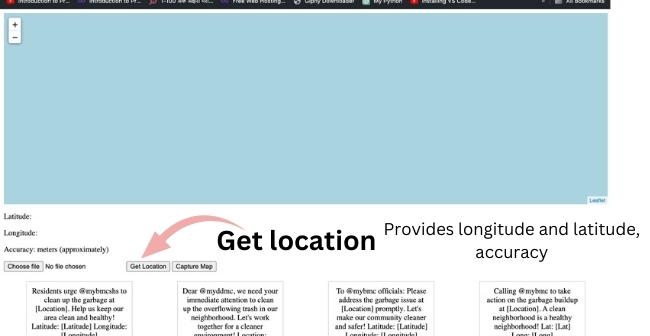 Introduction to Pr... Introduction to Pr... Free Web Hosting... Giphy Downloader My Python Installing VS Code... » All Bookmarks
+
−
Leaflet
Latitude:
Longitude:
Accuracy: meters (approximately)
Get location
Provides longitude and latitude,
accuracy
Choose file No file chosen Get Location Capture Map
Residents urge @mybmcshs to
clean up the garbage at
[Location]. Help us keep our
area clean and healthy!
Latitude: [Latitude] Longitude:
[Longitude]
Dear @myddmc, we need your
immediate attention to clean
up the overflowing trash in our
neighborhood. Let's work
together for a cleaner
environment! Location:
To @mybmc officials: Please
address the garbage issue at
[Location] promptly. Let's
make our community cleaner
and safer! Latitude: [Latitude]
Longitude: [Longitude]
Calling @mybmc to take
action on the garbage buildup
at [Location]. A clean
neighborhood is a healthy
neighborhood! Lat: [Lat]
Long: [Long]